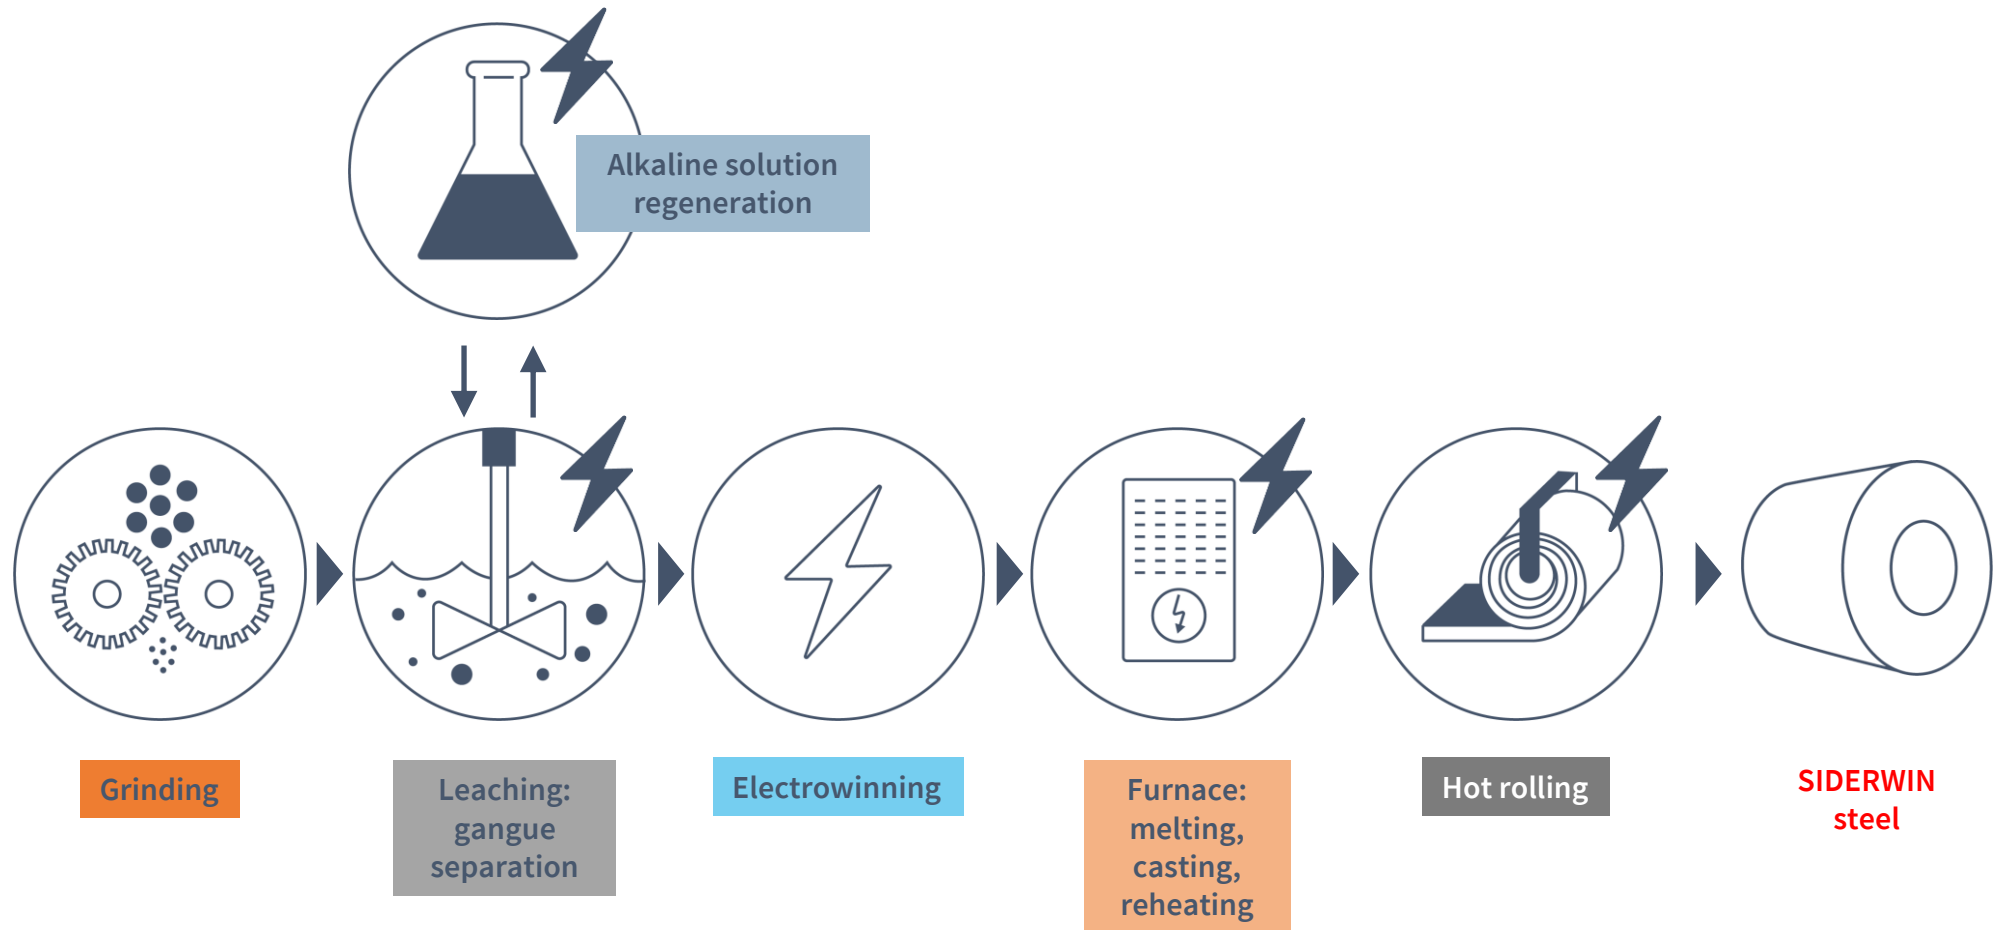 Alkaline solution
regeneration
Grinding
Leaching:
gangue
separation
Electrowinning
Furnace:
melting,
casting,
reheating
Hot rolling
SIDERWIN
steel